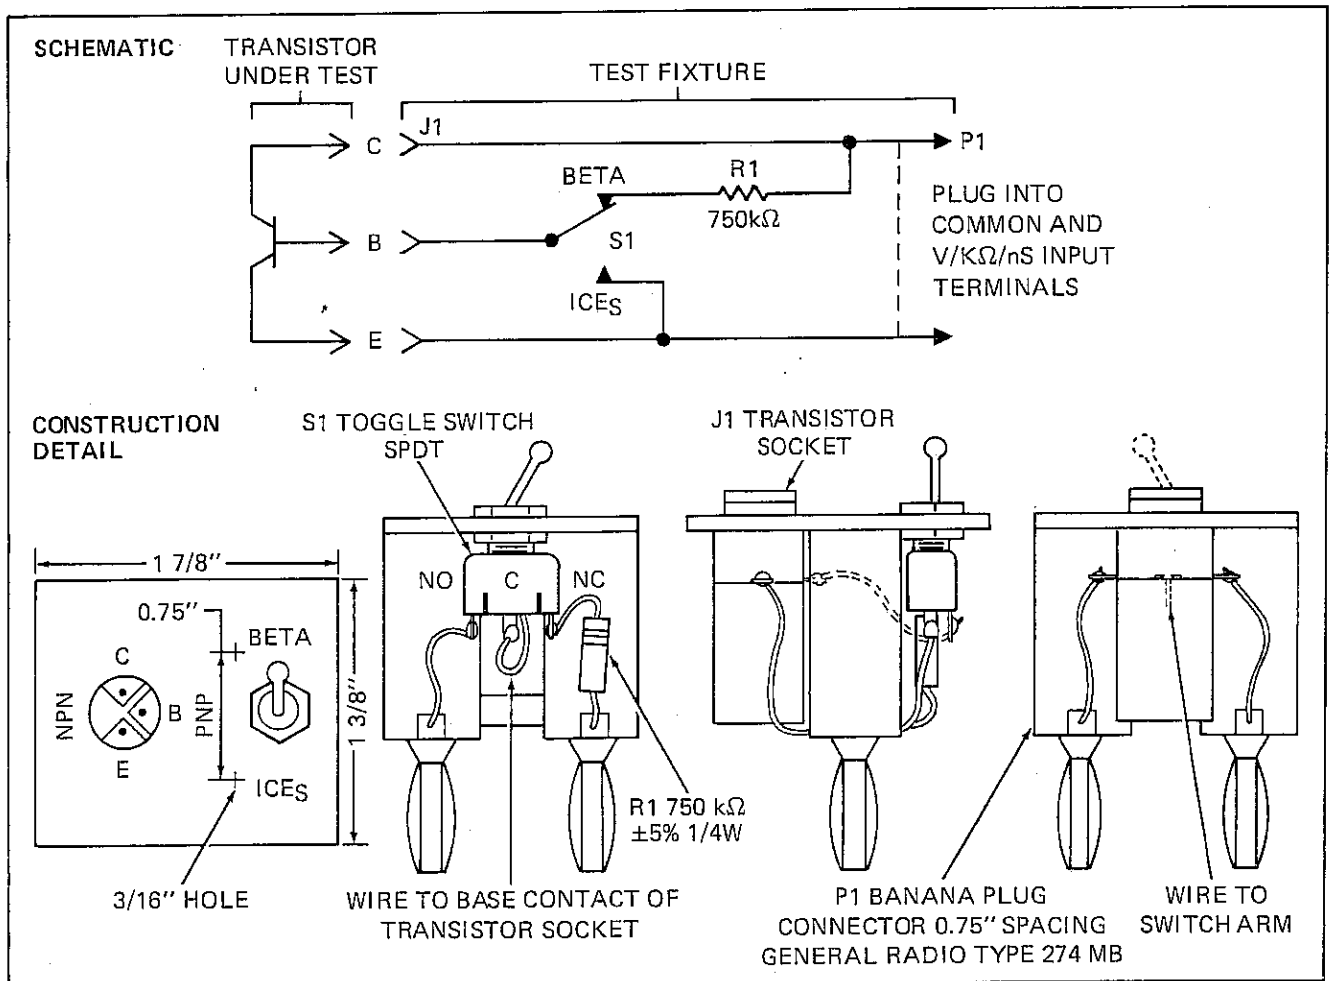 SCHEMATIC
TRANSISTOR
UNDER TEST
TEST FIXTURE
C
J1
P1
BETA
R1
750kΩ
B
S1
ICES
E
PLUG INTO
COMMON AND
V/KΩ/nS INPUT
TERMINALS
CONSTRUCTION
DETAIL
S1 TOGGLE SWITCH
SPDT
J1 TRANSISTOR
SOCKET
NO
C
NC
1 7/8"
0.75"
BETA
C
NPN
B
PNP
E
ICES
1 3/8"
3/16" HOLE
WIRE TO BASE CONTACT OF
TRANSISTOR SOCKET
R1 750 kΩ
±5% 1/4W
P1 BANANA PLUG
CONNECTOR 0.75" SPACING
GENERAL RADIO TYPE 274 MB
WIRE TO
SWITCH ARM